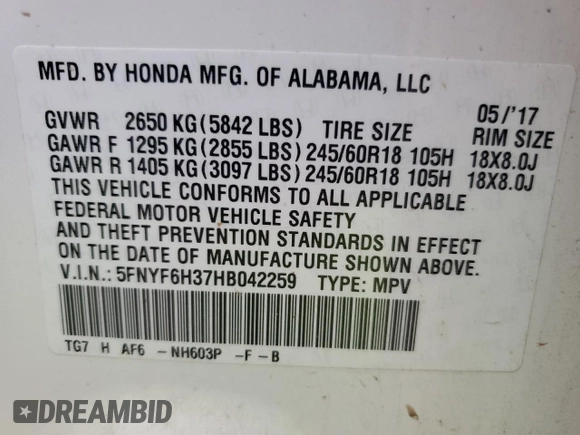 MFD. BY HONDA MFG. OF ALABAMA, LLC
05/'17
GVWR 2650 KG(5842 LBS) TIRE SIZE RIM SIZE
GAWR F 1295 KG(2855 LBS) 245/60R18 105H 18X8.0J
GAWR R 1405 KG(3097 LBS) 245/60R18 105H 18X8.0J
THIS VEHICLE CONFORMS TO ALL APPLICABLE
FEDERAL MOTOR VEHICLE SAFETY
AND THEFT PREVENTION STANDARDS IN EFFECT
ON THE DATE OF MANUFACTURE SHOWN ABOVE.
V.I.N.: 5FNYF6H37HB042259 TYPE: MPV
TG7 H AF6 -NH603P -F-B
DREAMBID